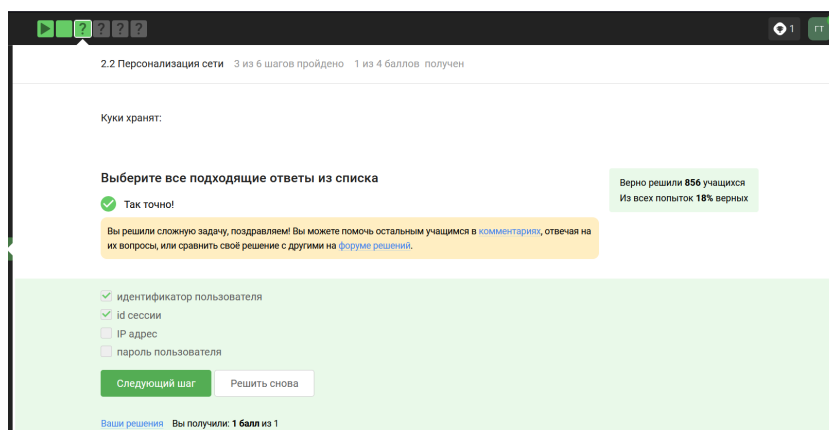 ? ? ? ?
1 ГТ
2.2 Персонализация сети 3 из 6 шагов пройдено 1 из 4 баллов получен
Куки хранят:
Выберите все подходящие ответы из списка
Верно решили 856 учащихся
Из всех попыток 18% верных
Так точно!
Вы решили сложную задачу, поздравляем! Вы можете помочь остальным учащимся в комментариях, отвечая на
их вопросы, или сравнить своё решение с другими на форуме решений.
идентификатор пользователя
id сессии
IP адрес
пароль пользователя
Следующий шаг Решить снова
Ваши решения Вы получили: 1 балл из 1